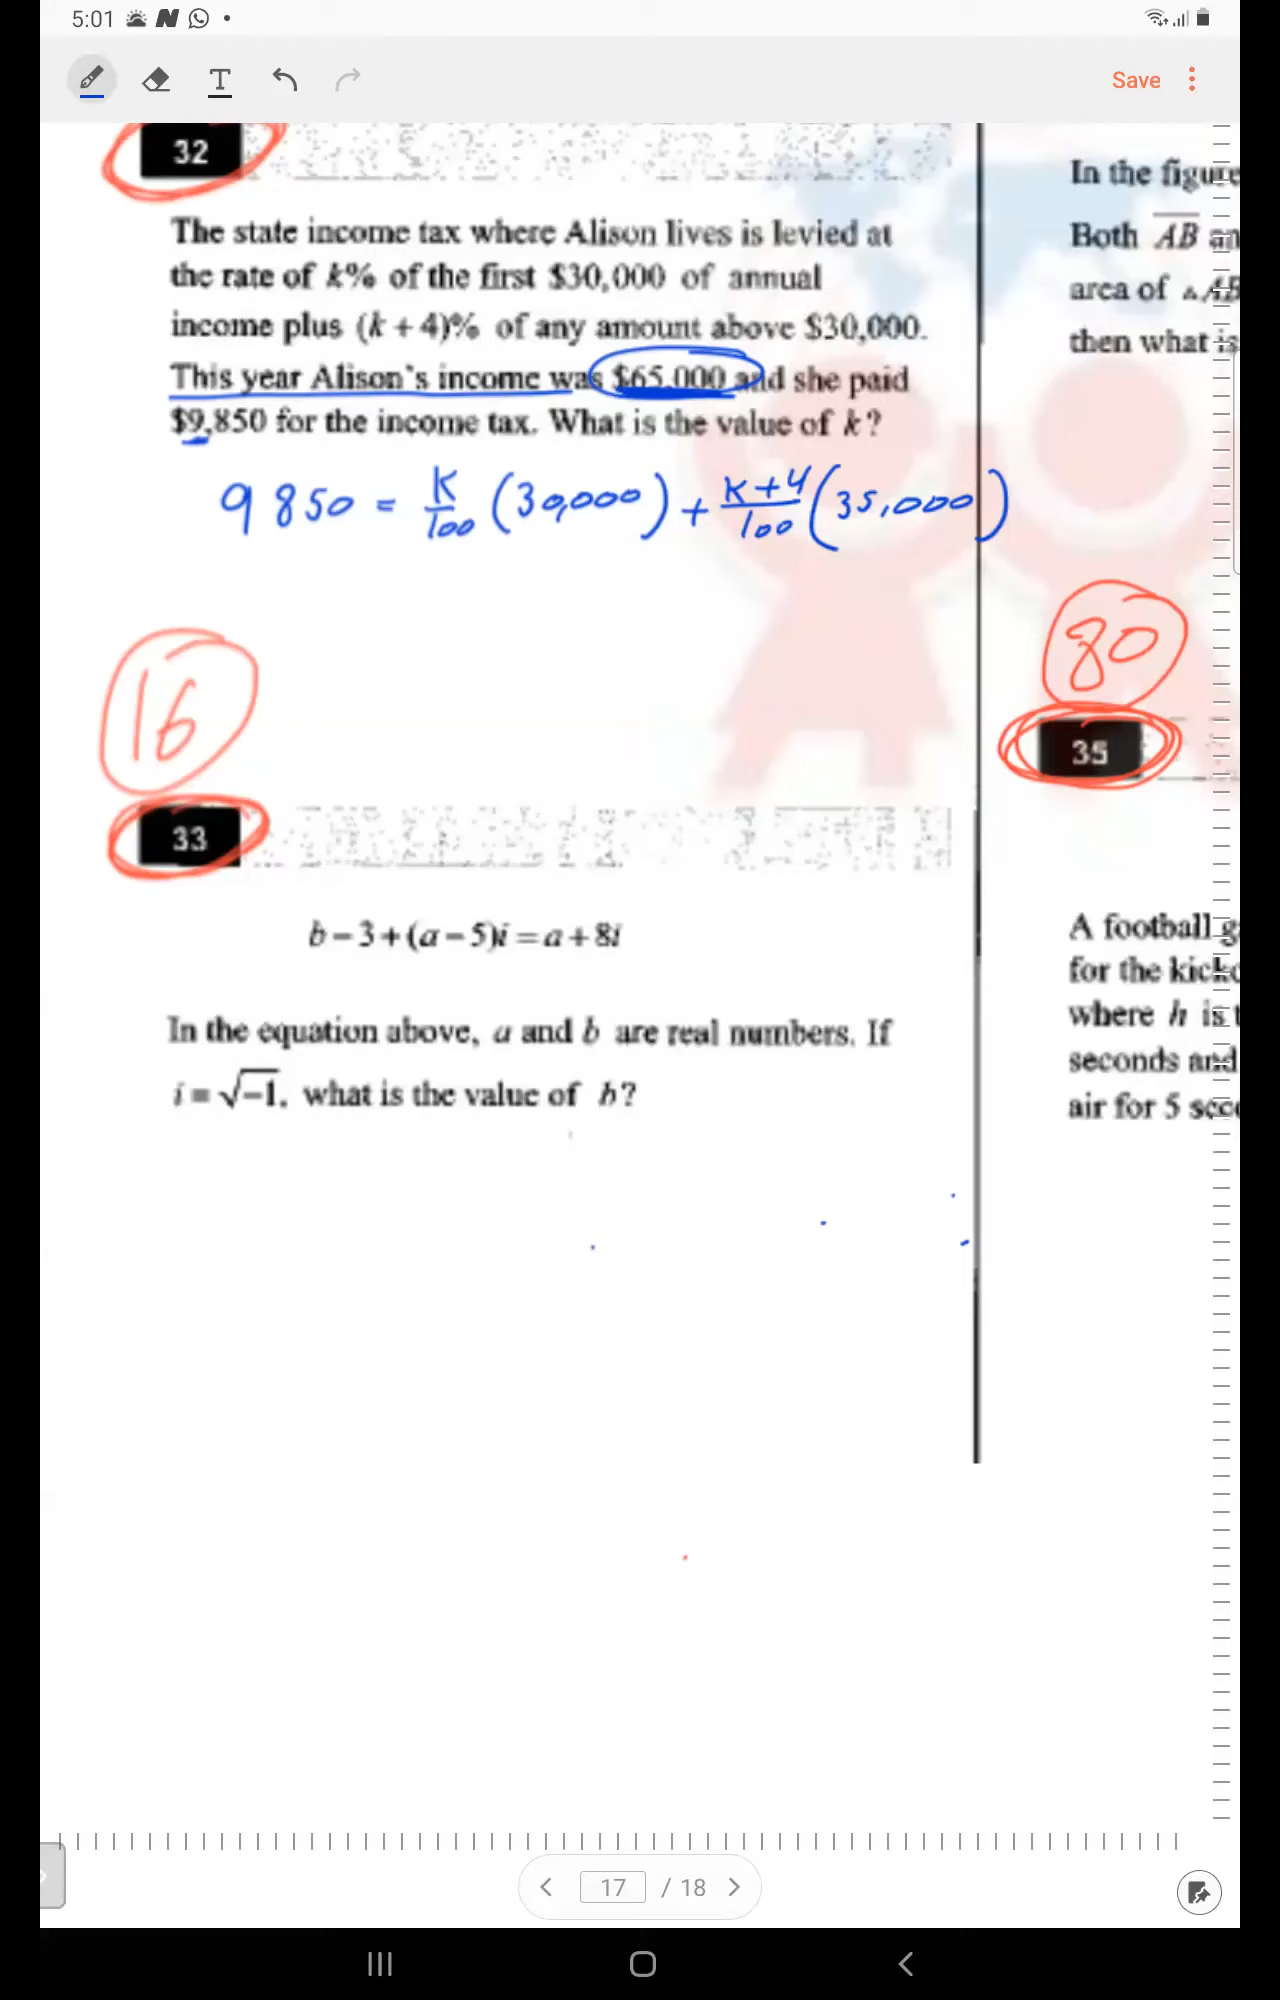 5:01
Save
32
The state income tax where Alison lives is levied at
the rate of k% of the first $30,000 of annual
income plus (k + 4)% of any amount above $30,000.
This year Alison's income was $65,000 and she paid
$9,850 for the income tax. What is the value of k?
9850 = k/100 (30,000) + k+4/100 (35,000)
16
33
b − 3 + (a − 5)i = a + 8i
In the equation above, a and b are real numbers. If
i = √−1, what is the value of b?
In the figure
Both AB an
area of ▵AB
then what is
80
35
A football g
for the kick
where h is t
seconds and
air for 5 sec
17 / 18